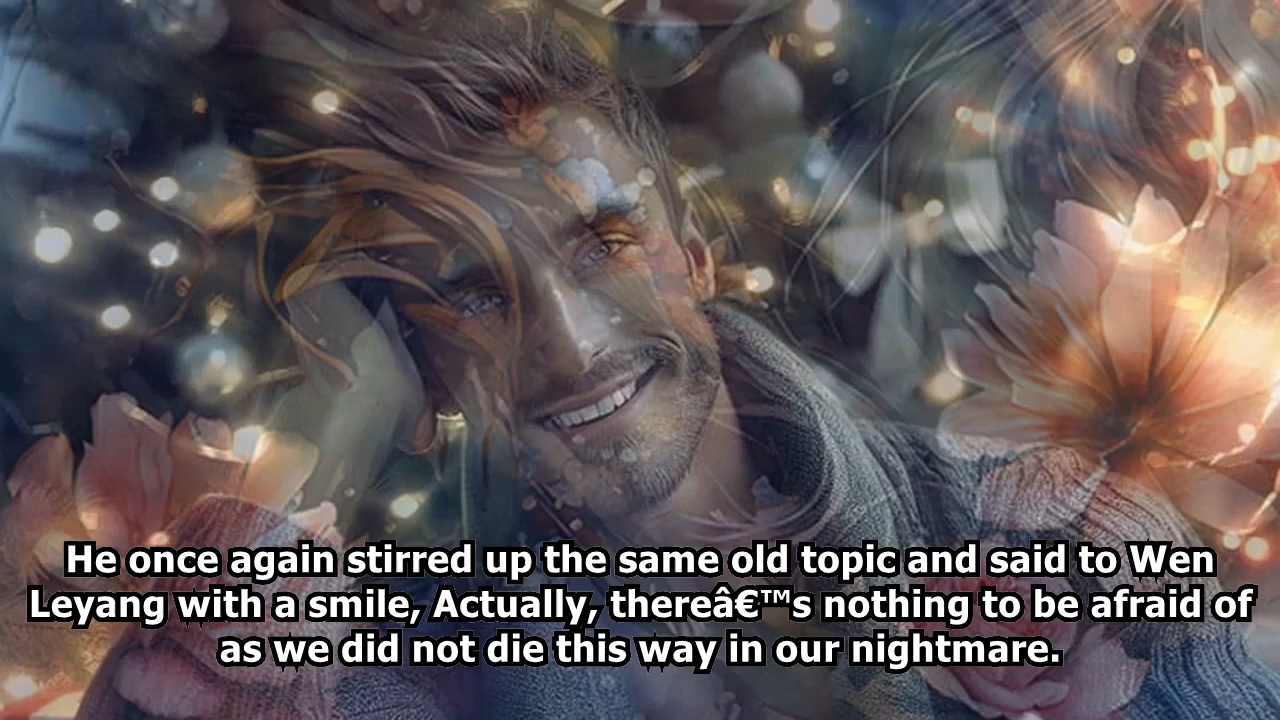 He once again stirred up the same old topic and said to Wen
Leyang with a smile, Actually, thereâ€™s nothing to be afraid of
as we did not die this way in our nightmare.